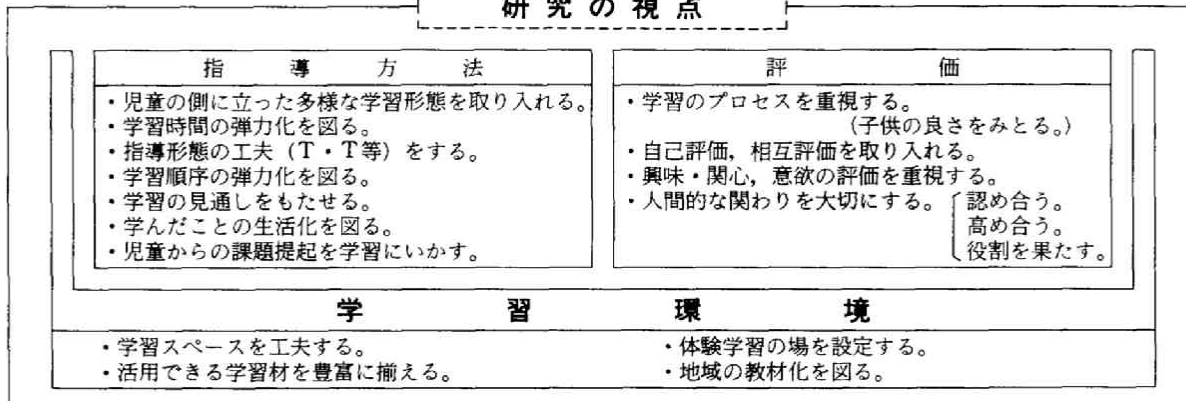 研究の視点
指導方法
・児童の側に立った多様な学習形態を取り入れる。
・学習時間の弾力化を図る。
・指導形態の工夫（T・T等）をする。
・学習順序の弾力化を図る。
・学習の見通しをもたせる。
・学んだことの生活化を図る。
・児童からの課題提起を学習にいかす。
評価
・学習のプロセスを重視する。
（子供の良さをみとる。）
・自己評価，相互評価を取り入れる。
・興味・関心，意欲の評価を重視する。
・人間的な関わりを大切にする。 認め合う。
高め合う。
役割を果たす。
学習環境
・学習スペースを工夫する。
・活用できる学習材を豊富に揃える。
・体験学習の場を設定する。
・地域の教材化を図る。